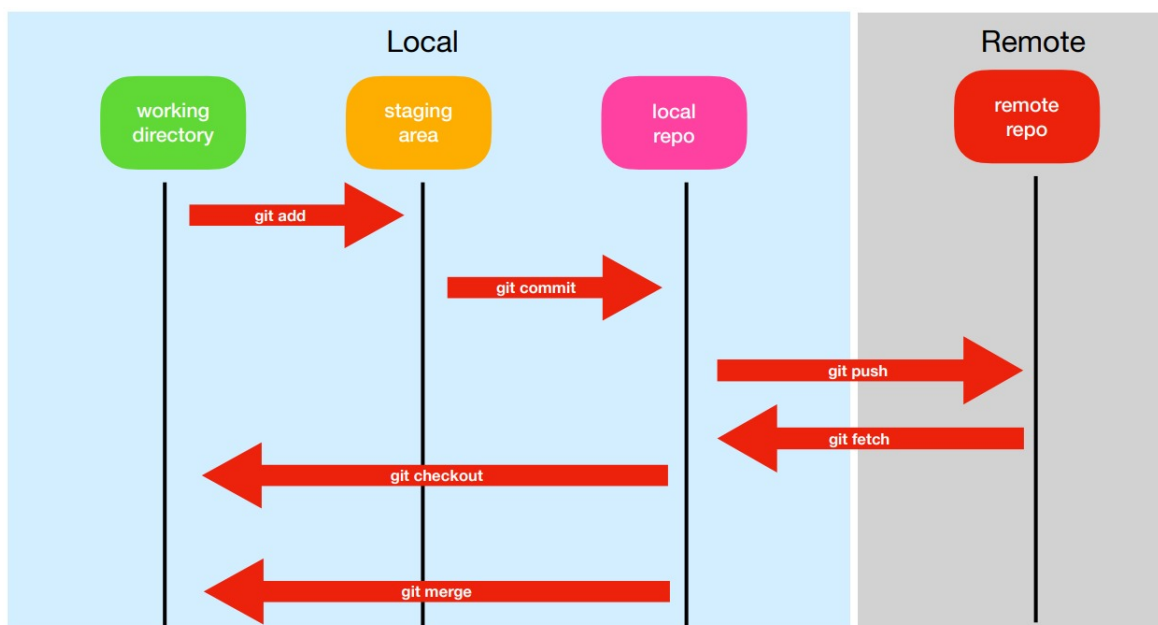 Local
Remote
working
directory
staging
area
local
repo
remote
repo
git add
git commit
git push
git fetch
git checkout
git merge